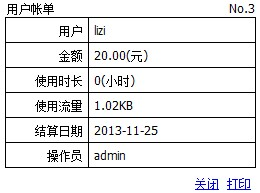 用户帐单 No.3
用户 lizi
金额 20.00(元)
使用时长 0(小时)
使用流量 1.02KB
结算日期 2013-11-25
操作员 admin
关闭 打印